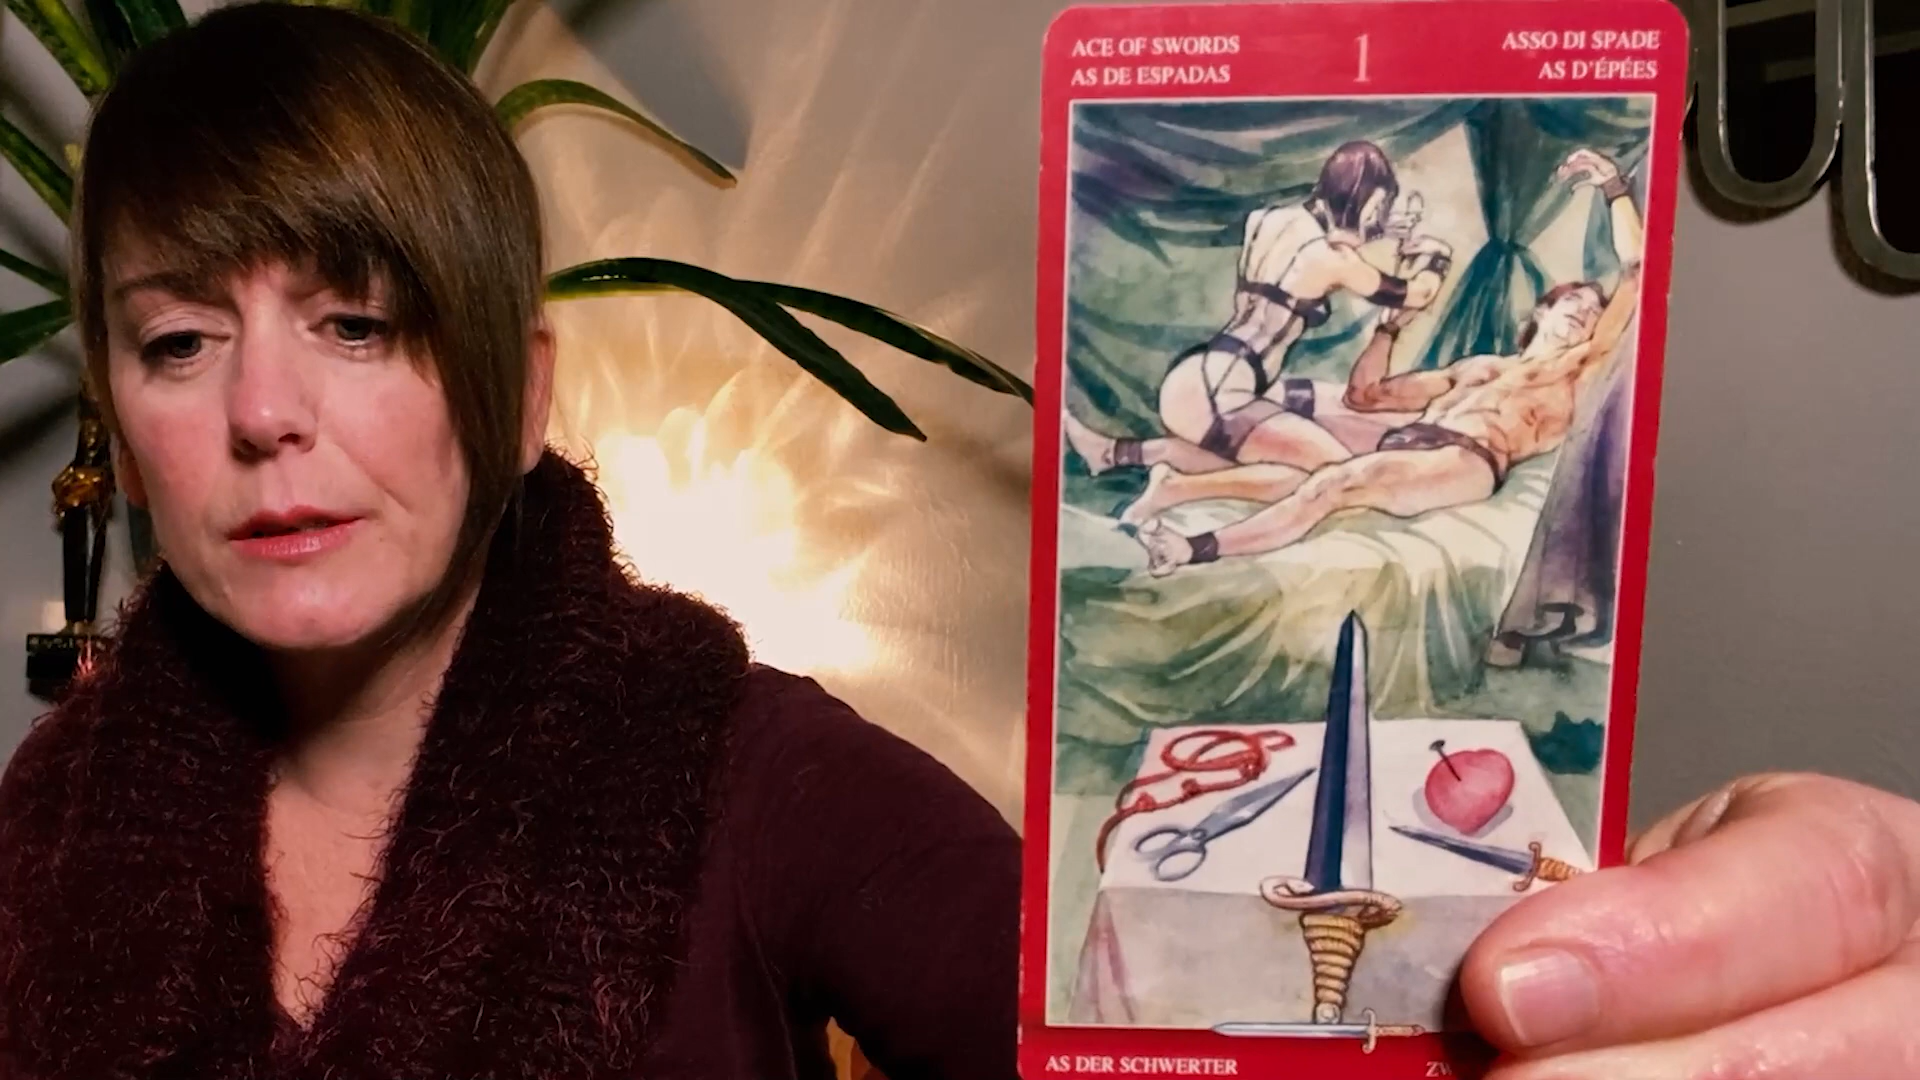 ACE OF SWORDS
AS DE ESPADAS
1
ASSO DI SPADE
AS D'ÉPÉES
AS DER SCHWERTER